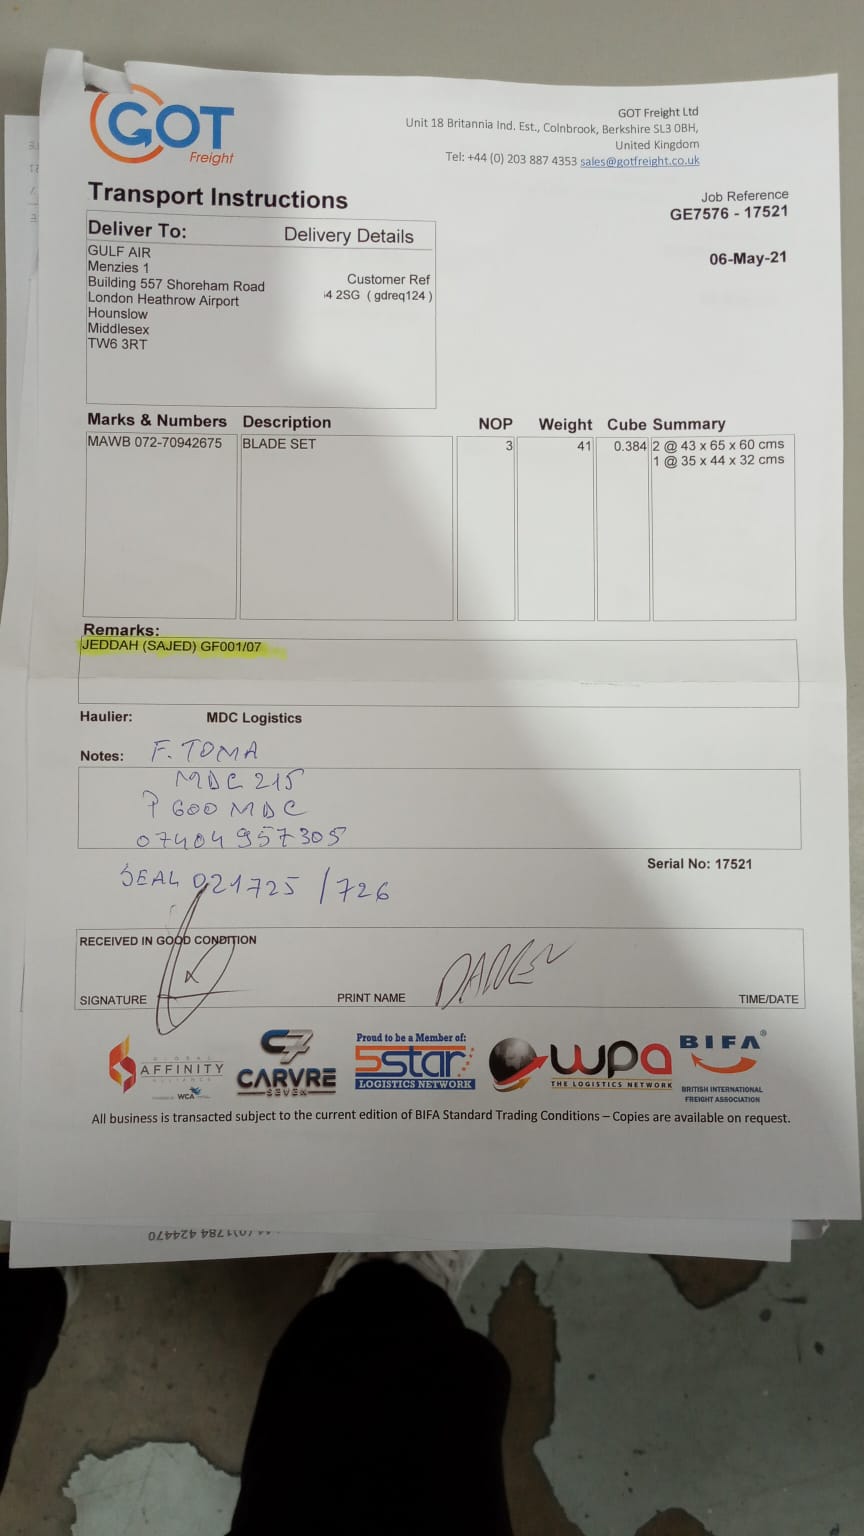 GOT
Freight
GOT Freight Ltd
Unit 18 Britannia Ind. Est., Colnbrook, Berkshire SL3 0BH,
United Kingdom
Tel: +44 (0) 203 887 4353 sales@gotfreight.co.uk
Transport Instructions
Job Reference
GE7576 - 17521
06-May-21
Deliver To:
Delivery Details
GULF AIR
Menzies 1
Building 557 Shoreham Road
London Heathrow Airport
Hounslow
Middlesex
TW6 3RT
Customer Ref
4 2SG ( gdreq124 )
Marks & Numbers Description NOP Weight Cube Summary
MAWB 072-70942675 BLADE SET 3 41 0.384 2 @ 43 x 65 x 60 cms
1 @ 35 x 44 x 32 cms
Remarks:
JEDDAH (SAJED) GF001/07
Haulier: MDC Logistics
Notes: F. TOMA
MDC 215
P600 MDC
07404957305
Serial No: 17521
SEAL 021725 /726
RECEIVED IN GOOD CONDITION
SIGNATURE
PRINT NAME DARREN
TIME/DATE
GLOBAL
AFFINITY
ALLIANCE
WCA
C7
CARVRE
SEVEN
Proud to be a Member of:
5star
LOGISTICS NETWORK
wpa
THE LOGISTICS NETWORK
BIFA®
BRITISH INTERNATIONAL
FREIGHT ASSOCIATION
All business is transacted subject to the current edition of BIFA Standard Trading Conditions – Copies are available on request.